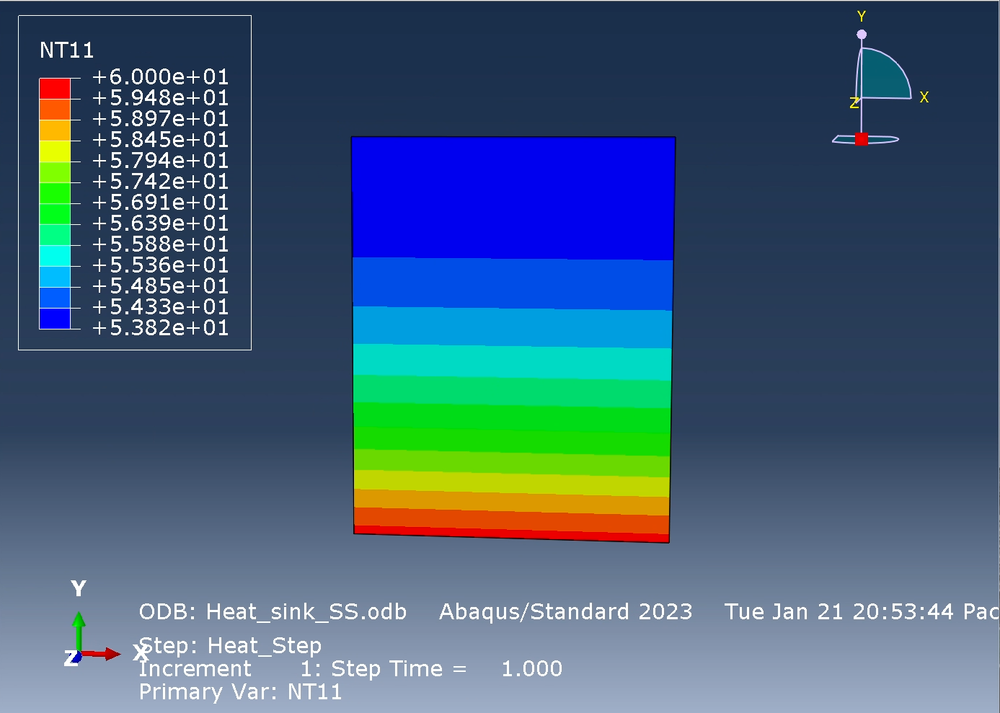 NT11
+6.000e+01
+5.948e+01
+5.897e+01
+5.845e+01
+5.794e+01
+5.742e+01
+5.691e+01
+5.639e+01
+5.588e+01
+5.536e+01
+5.485e+01
+5.433e+01
+5.382e+01
Y
X
Z
Y
X
Z
ODB: Heat_sink_SS.odb Abaqus/Standard 2023 Tue Jan 21 20:53:44 Pac
Step: Heat_Step
Increment 1: Step Time = 1.000
Primary Var: NT11